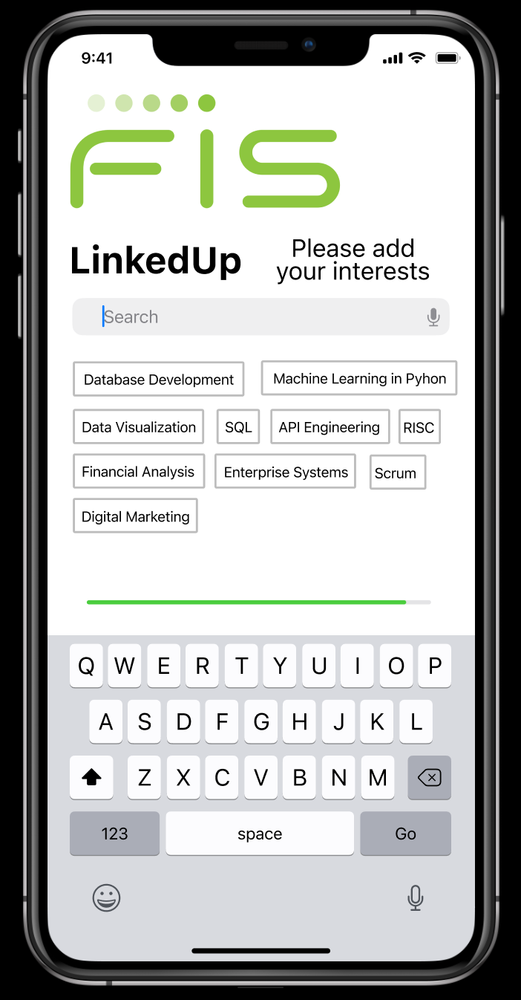 9:41
FIS
LinkedUp
Please add
your interests
Search
Database Development
Machine Learning in Pyhon
Data Visualization
SQL
API Engineering
RISC
Financial Analysis
Enterprise Systems
Scrum
Digital Marketing
Q W E R T Y U I O P
A S D F G H J K L
Z X C V B N M
123 space Go